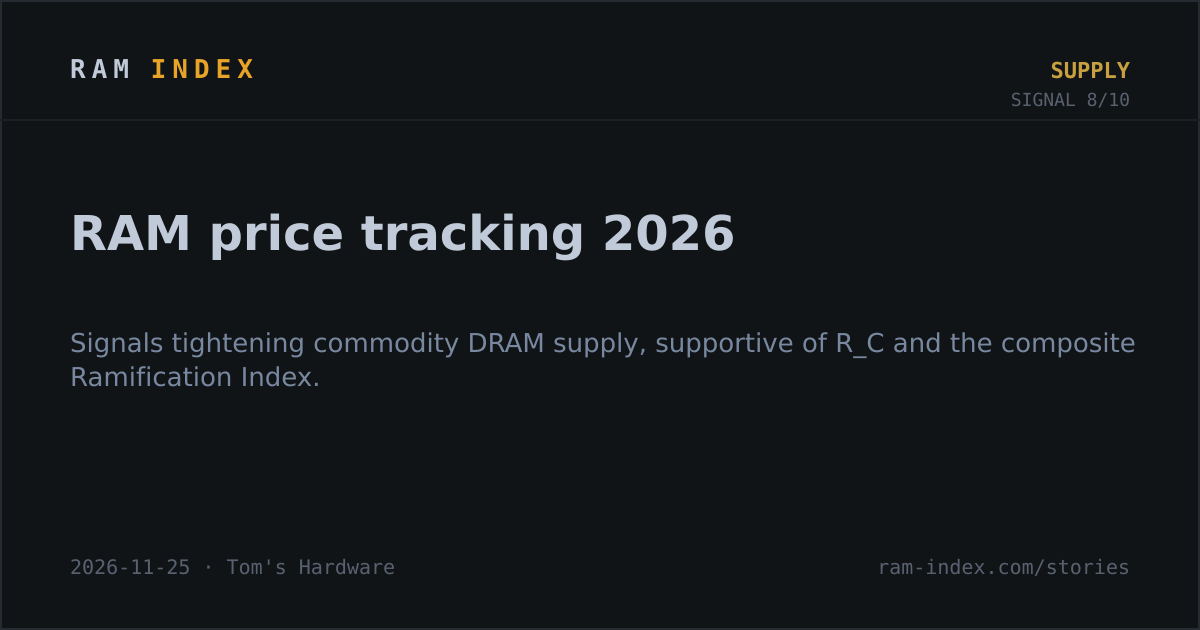 RAM INDEX
SUPPLY
SIGNAL 8/10
RAM price tracking 2026
Signals tightening commodity DRAM supply, supportive of R_C and the composite
Ramification Index.
2026-11-25 · Tom's Hardware
ram-index.com/stories